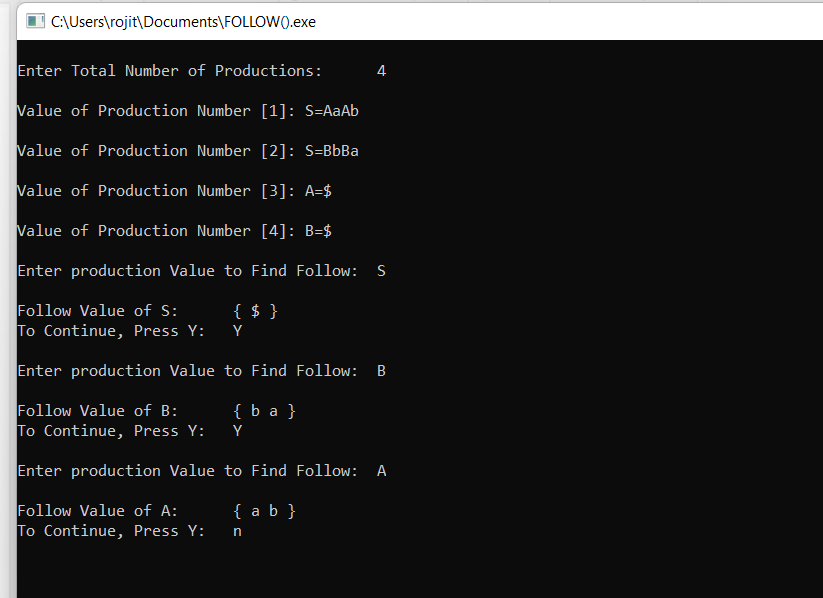 C:\Users\rojit\Documents\FOLLOW().exe
Enter Total Number of Productions: 4
Value of Production Number [1]: S=AaAb
Value of Production Number [2]: S=BbBa
Value of Production Number [3]: A=$
Value of Production Number [4]: B=$
Enter production Value to Find Follow: S
Follow Value of S: { $ }
To Continue, Press Y: Y
Enter production Value to Find Follow: B
Follow Value of B: { b a }
To Continue, Press Y: Y
Enter production Value to Find Follow: A
Follow Value of A: { a b }
To Continue, Press Y: n